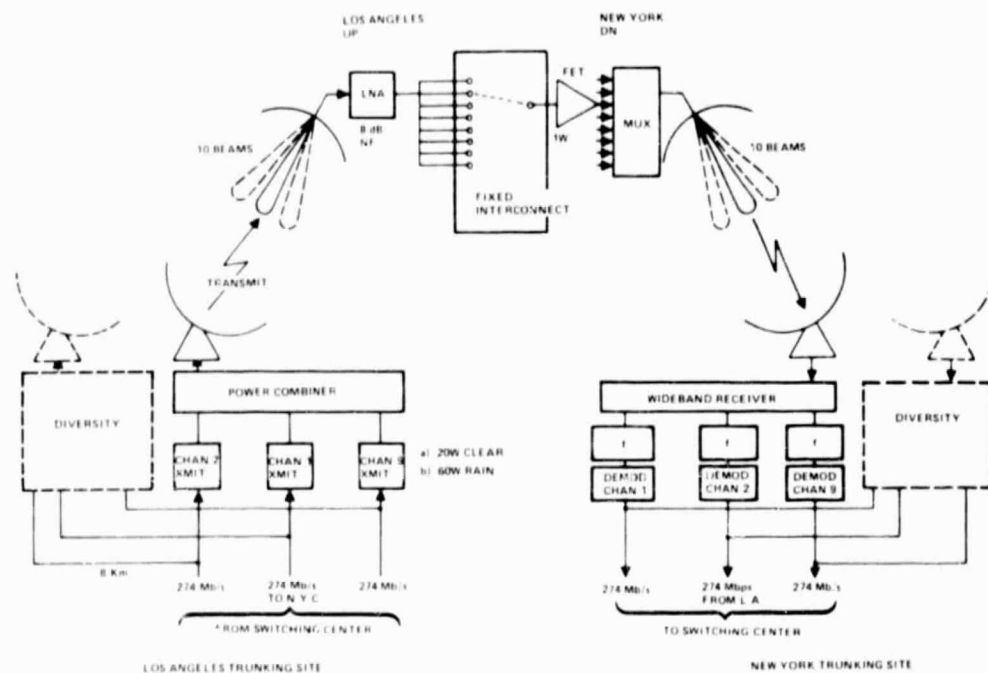 LOS ANGELES
UP
NEW YORK
DN
LNA
8 dB
NF
FET
1W
MUX
10 BEAMS
10 BEAMS
FIXED
INTERCONNECT
TRANSMIT
POWER COMBINER
WIDEBAND RECEIVER
DIVERSITY
DIVERSITY
CHAN 2
XMIT
CHAN 1
XMIT
CHAN 9
XMIT
a) 20W CLEAR
b) 60W RAIN
f
f
f
DEMOD
CHAN 1
DEMOD
CHAN 2
DEMOD
CHAN 9
8 Km
274 Mb/s
274 Mb/s
274 Mb/s
TO N Y C
FROM SWITCHING CENTER
274 Mb/s
274 Mbps
274 Mb/s
FROM L A
TO SWITCHING CENTER
LOS ANGELES TRUNKING SITE
NEW YORK TRUNKING SITE